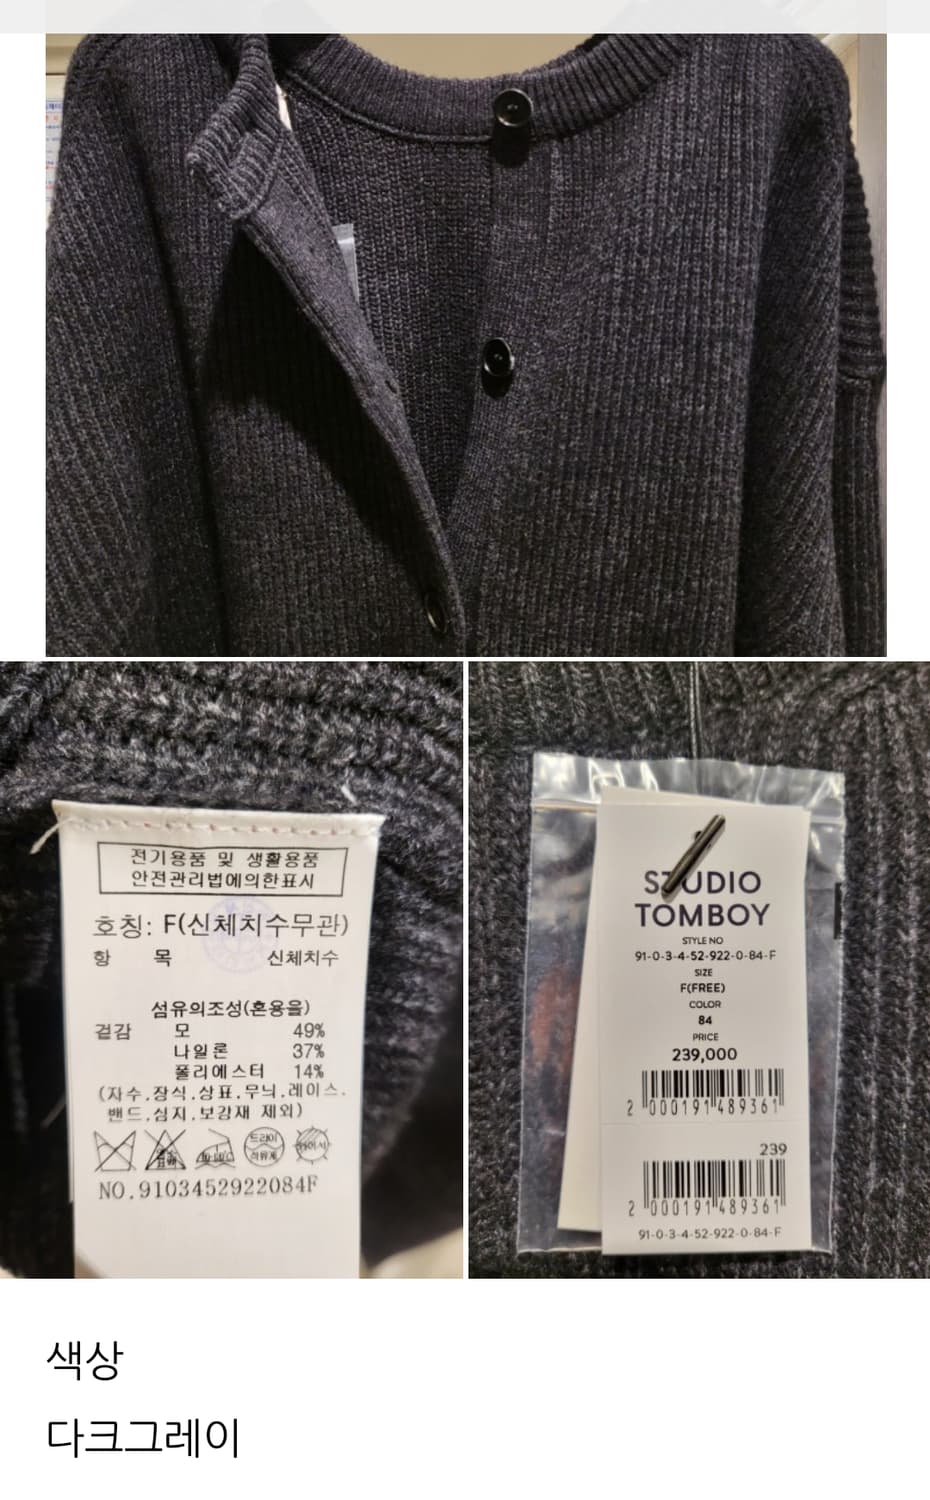 전기용품 및 생활용품
안전관리법에의한표시
호칭: F(신체치수무관)
항 목 신체치수
섬유의조성(혼용율)
겉감 모 49%
나일론 37%
폴리에스터 14%
(자수.장식.상표.무늬.레이스.
밴드.심지.보강재 제외)
드라이
NO.9103452922084F
STUDIO
TOMBOY
STYLE NO
91-0-3-4-52-922-0-84-F
SIZE
F(FREE)
COLOR
84
PRICE
239,000
2 000191 489361
239
2 000191 489361
91-0-3-4-52-922-0-84-F
색상
다크그레이